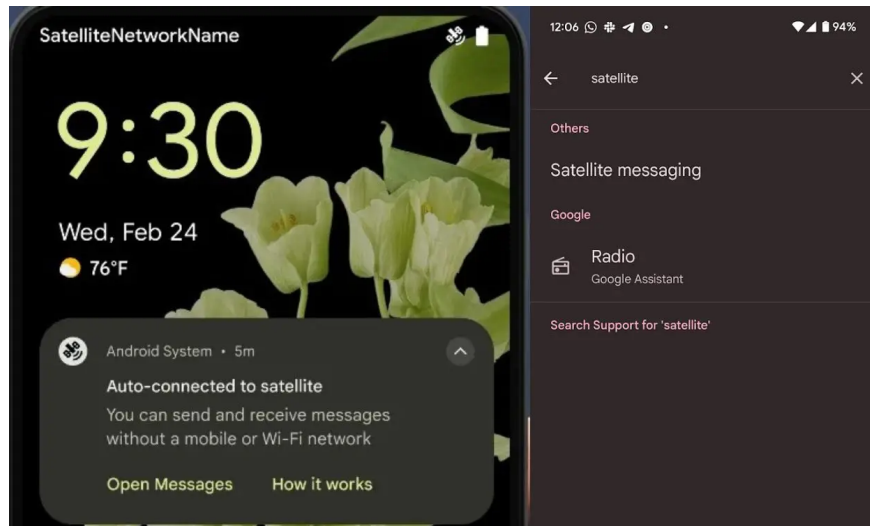 SatelliteNetworkName
9:30
Wed, Feb 24
76°F
Android System • 5m
Auto-connected to satellite
You can send and receive messages
without a mobile or Wi-Fi network
Open Messages How it works
12:06 94%
satellite
Others
Satellite messaging
Google
Radio
Google Assistant
Search Support for 'satellite'